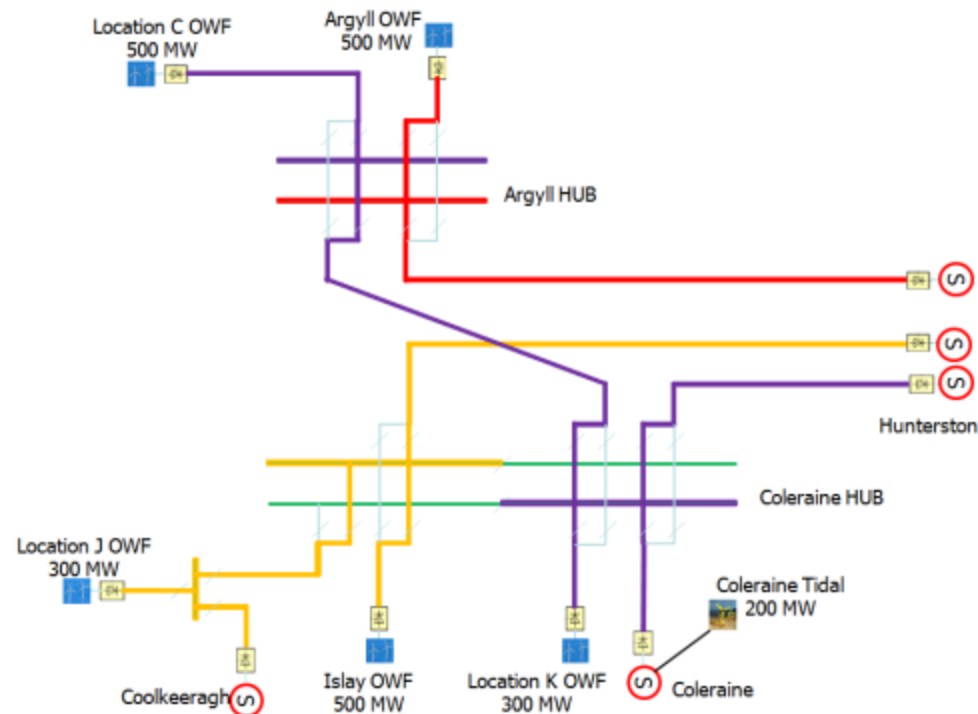 Location C OWF
500 MW
Argyll OWF
500 MW
Argyll HUB
S
S
S
Hunterston
Coleraine HUB
Location J OWF
300 MW
Coleraine Tidal
200 MW
Coolkeeragh
S
Islay OWF
500 MW
Location K OWF
300 MW
S
Coleraine